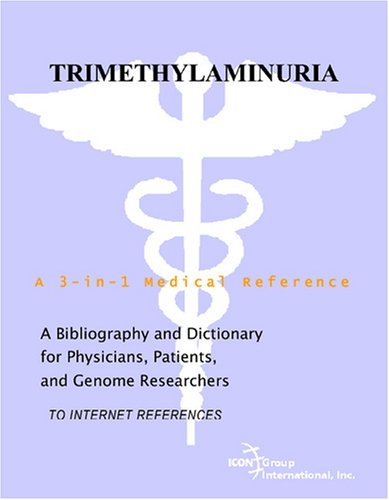 TRIMETHYLAMINURIA
A 3-in-1 Medical Reference
A Bibliography and Dictionary
for Physicians, Patients,
and Genome Researchers
TO INTERNET REFERENCES
ICON Group
International, Inc.